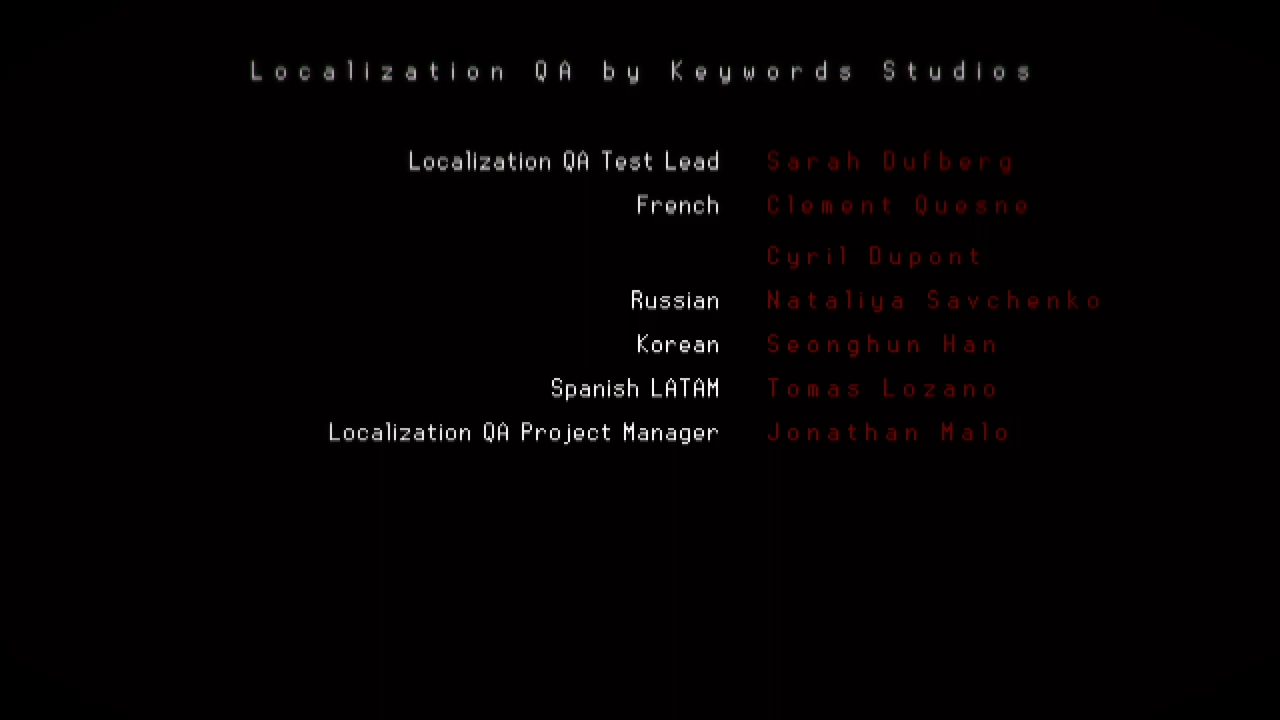 Localization QA by Keywords Studios
Localization QA Test Lead Sarah Dufberg
French Clement Quesne
Cyril Dupont
Russian Nataliya Savchenko
Korean Seonghun Han
Spanish LATAM Tomas Lozano
Localization QA Project Manager Jonathan Malo